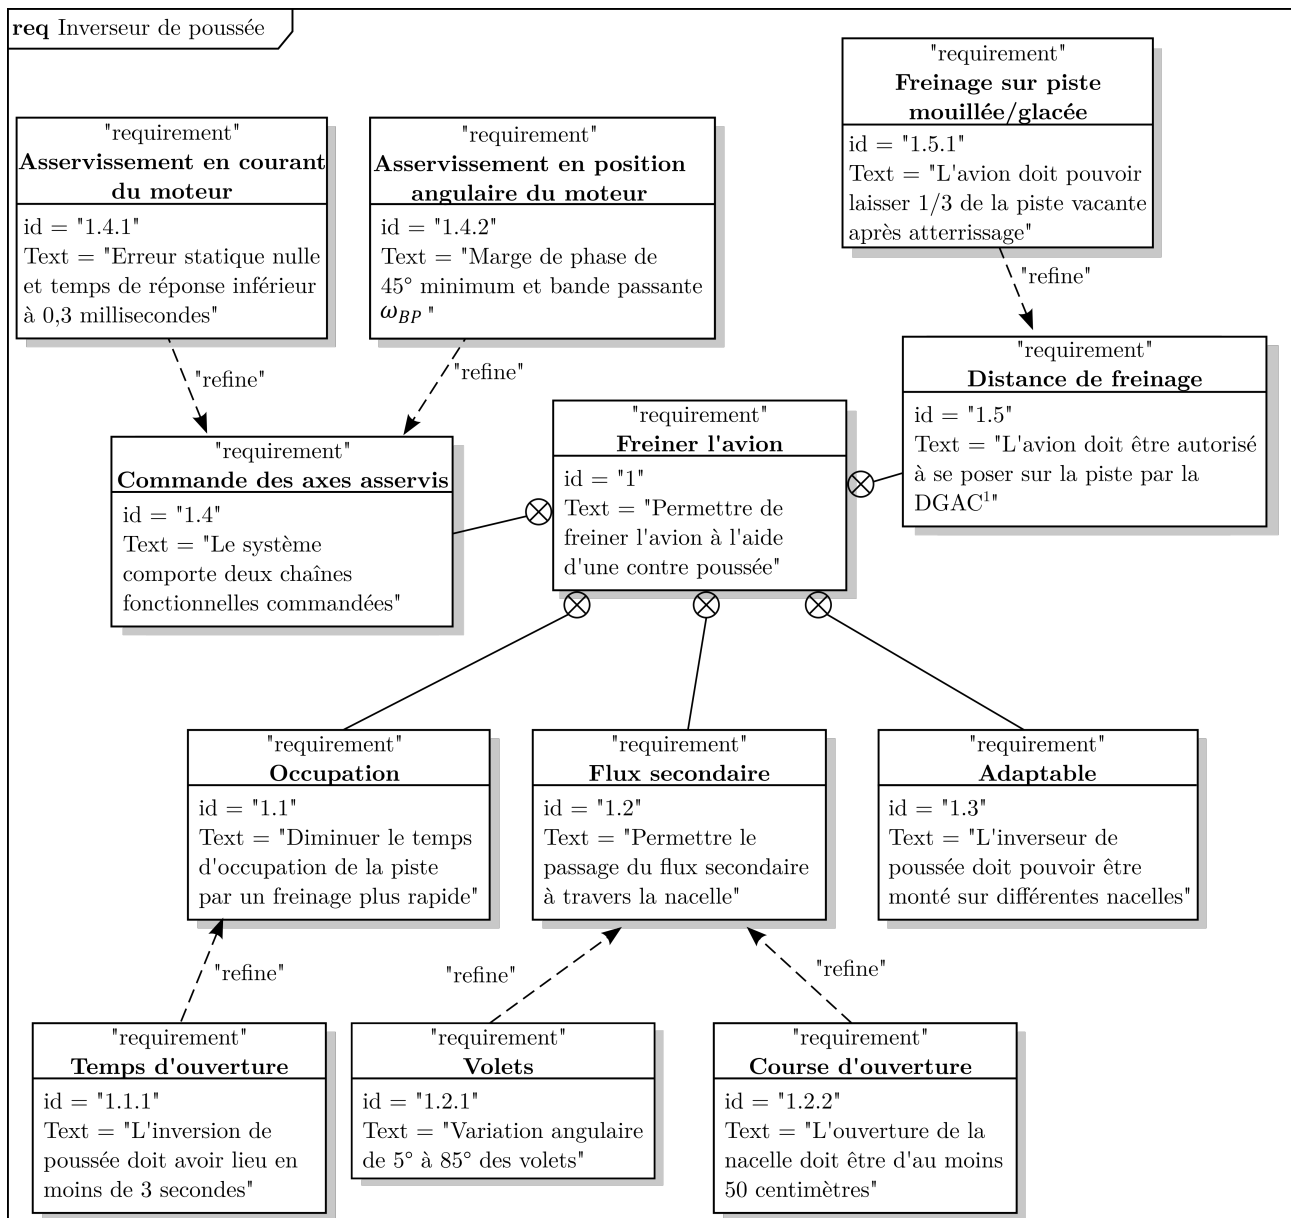 req Inverseur de poussée
"requirement"
Freinage sur piste
mouillée/glacée
id = "1.5.1"
Text = "L'avion doit pouvoir
laisser 1/3 de la piste vacante
après atterrissage"
"requirement"
Asservissement en courant
du moteur
id = "1.4.1"
Text = "Erreur statique nulle
et temps de réponse inférieur
à 0,3 millisecondes"
"requirement"
Asservissement en position
angulaire du moteur
id = "1.4.2"
Text = "Marge de phase de
45° minimum et bande passante
ω_BP "
"refine"
"refine"
"refine"
"requirement"
Distance de freinage
id = "1.5"
Text = "L'avion doit être autorisé
à se poser sur la piste par la
DGAC¹"
"requirement"
Freiner l'avion
id = "1"
Text = "Permettre de
freiner l'avion à l'aide
d'une contre poussée"
"requirement"
Commande des axes asservis
id = "1.4"
Text = "Le système
comporte deux chaînes
fonctionnelles commandées"
"requirement"
Occupation
id = "1.1"
Text = "Diminuer le temps
d'occupation de la piste
par un freinage plus rapide"
"requirement"
Flux secondaire
id = "1.2"
Text = "Permettre le
passage du flux secondaire
à travers la nacelle"
"requirement"
Adaptable
id = "1.3"
Text = "L'inverseur de
poussée doit pouvoir être
monté sur différentes nacelles"
"refine"
"refine"
"refine"
"requirement"
Temps d'ouverture
id = "1.1.1"
Text = "L'inversion de
poussée doit avoir lieu en
moins de 3 secondes"
"requirement"
Volets
id = "1.2.1"
Text = "Variation angulaire
de 5° à 85° des volets"
"requirement"
Course d'ouverture
id = "1.2.2"
Text = "L'ouverture de la
nacelle doit être d'au moins
50 centimètres"